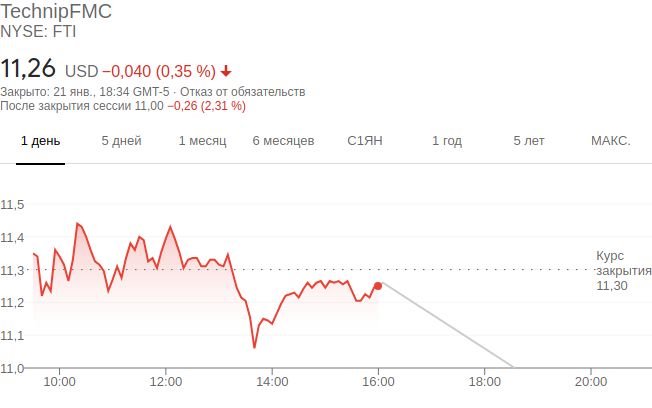 TechnipFMC
NYSE: FTI
11,26 USD −0,040 (0,35 %)
Закрыто: 21 янв., 18:34 GMT-5 · Отказ от обязательств
После закрытия сессии 11,00 −0,26 (2,31 %)
1 день 5 дней 1 месяц 6 месяцев С1ЯН 1 год 5 лет МАКС.
11,5
11,4
Курс
закрытия
11,30
11,3
11,2
11,1
11,0
10:00 12:00 14:00 16:00 18:00 20:00